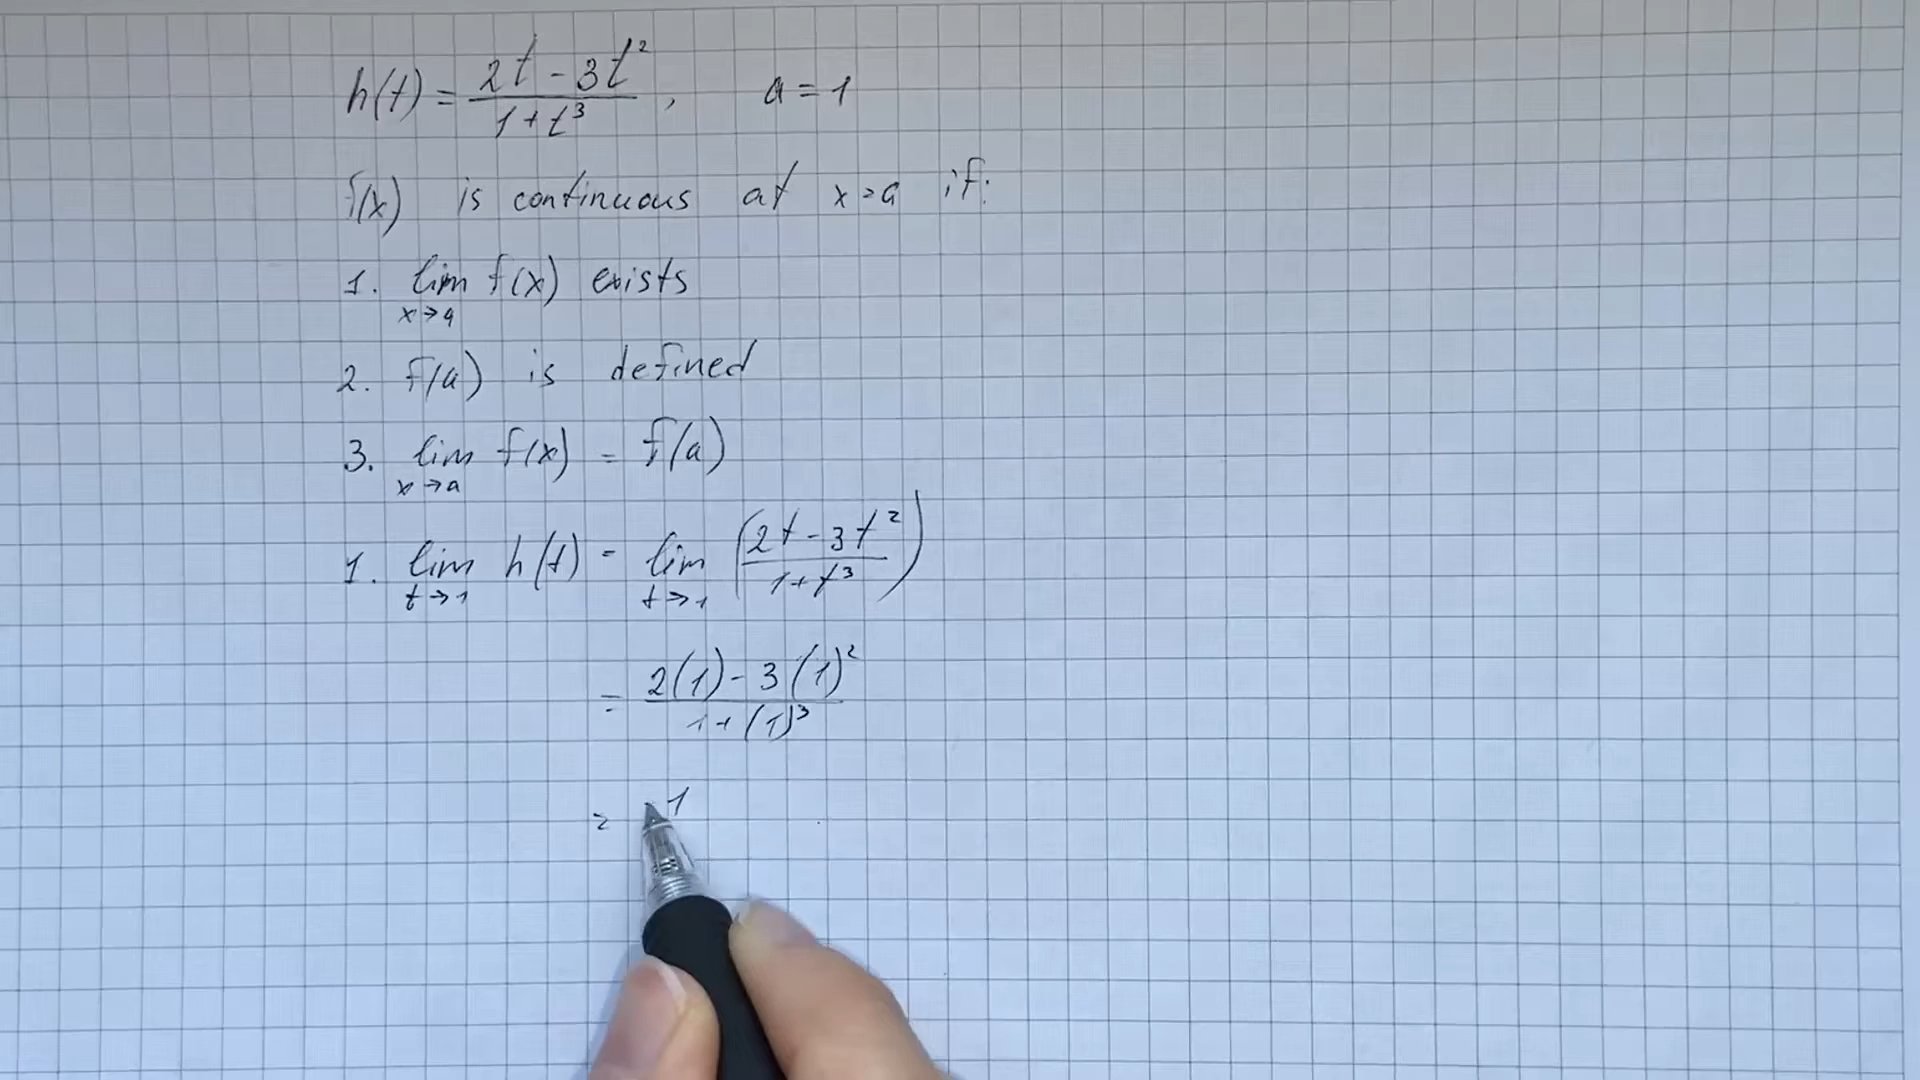 h(t) = (2t - 3t²)/(1 + t³), a = 1
f(x) is continuous at x = a if:
1. lim x→a f(x) exists
2. f(a) is defined
3. lim x→a f(x) = f(a)
1. lim t→1 h(t) = lim t→1 ((2t - 3t²)/(1 + t³))
= (2(1) - 3(1)²)/(1 + (1)³)
= -1